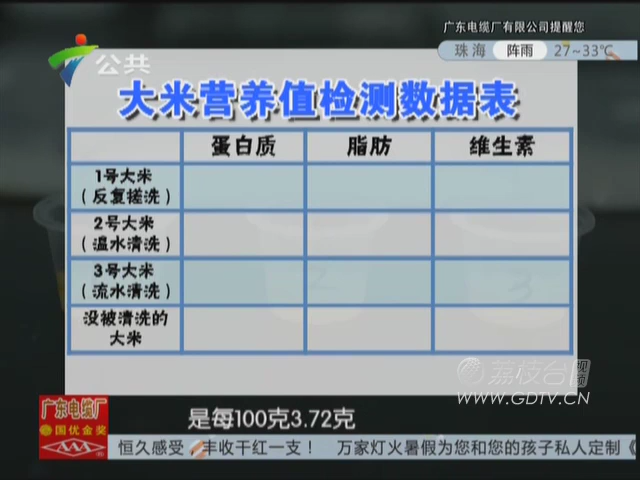 广东电缆厂有限公司提醒您
公共
珠海 阵雨 27~33℃
大米营养值检测数据表
蛋白质 脂肪 维生素
1号大米
(反复搓洗)
2号大米
(温水清洗)
3号大米
(流水清洗)
没被清洗的
大米
荔枝台 视频
www.GDTV.CN
广东电缆厂
国优金奖
AAA
是每100克3.72克
恒久感受,丰收干红一支! 万家灯火暑假为您和您的孩子私人定制《